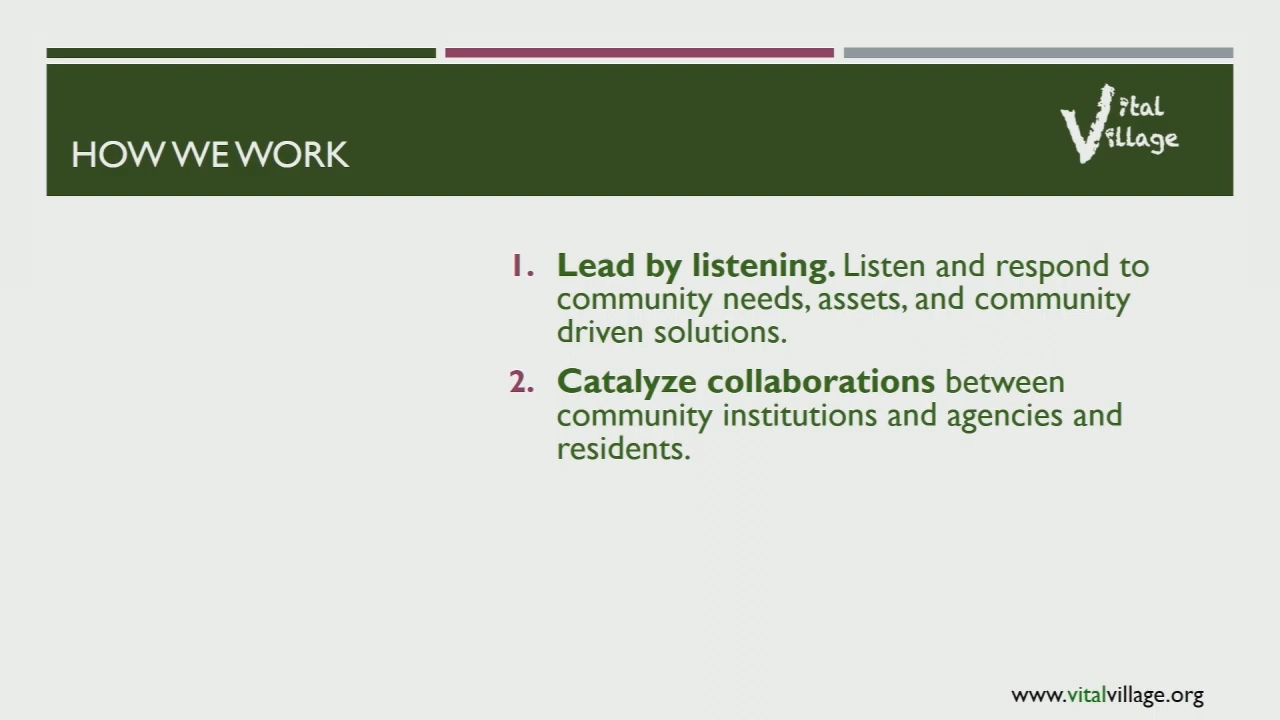 Vital
Village
HOW WE WORK
1. Lead by listening. Listen and respond to
community needs, assets, and community
driven solutions.
2. Catalyze collaborations between
community institutions and agencies and
residents.
www.vitalvillage.org